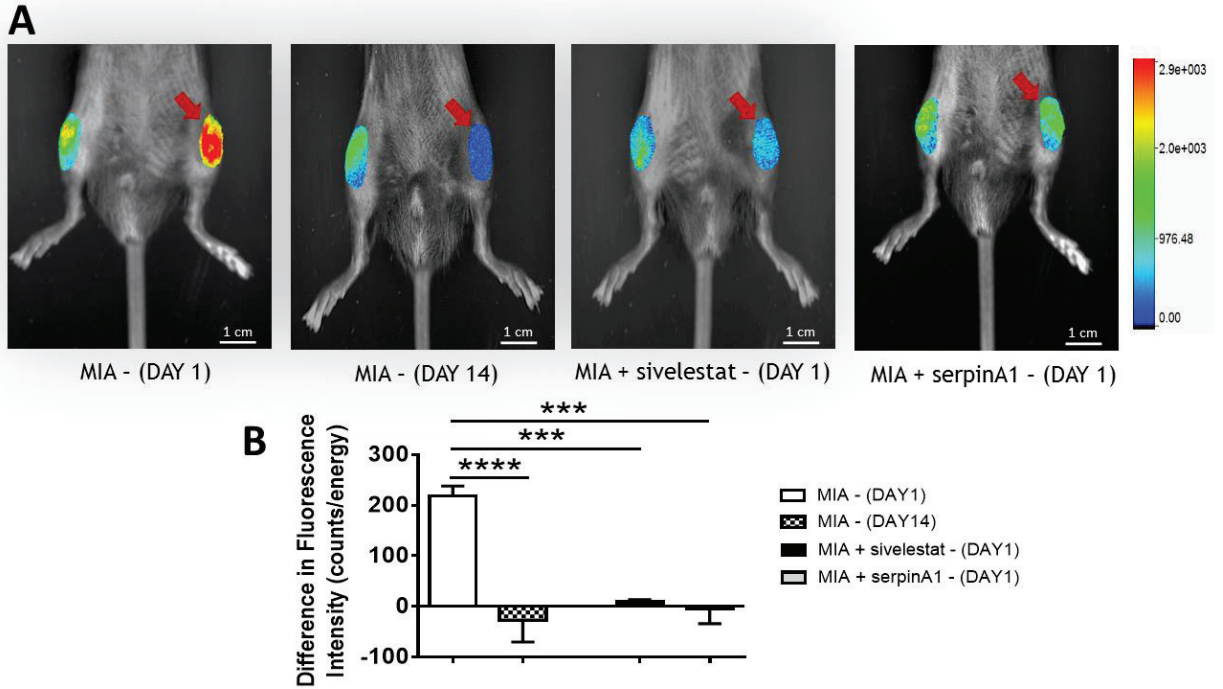 A
2.9e+003
2.0e+003
976.48
0.00
1 cm
1 cm
1 cm
1 cm
MIA - (DAY 1)
MIA - (DAY 14)
MIA + sivelestat - (DAY 1)
MIA + serpinA1 - (DAY 1)
B
Difference in Fluorescence
Intensity (counts/energy)
300
200
100
0
-100
***
***
****
MIA - (DAY1)
MIA - (DAY14)
MIA + sivelestat - (DAY1)
MIA + serpinA1 - (DAY1)